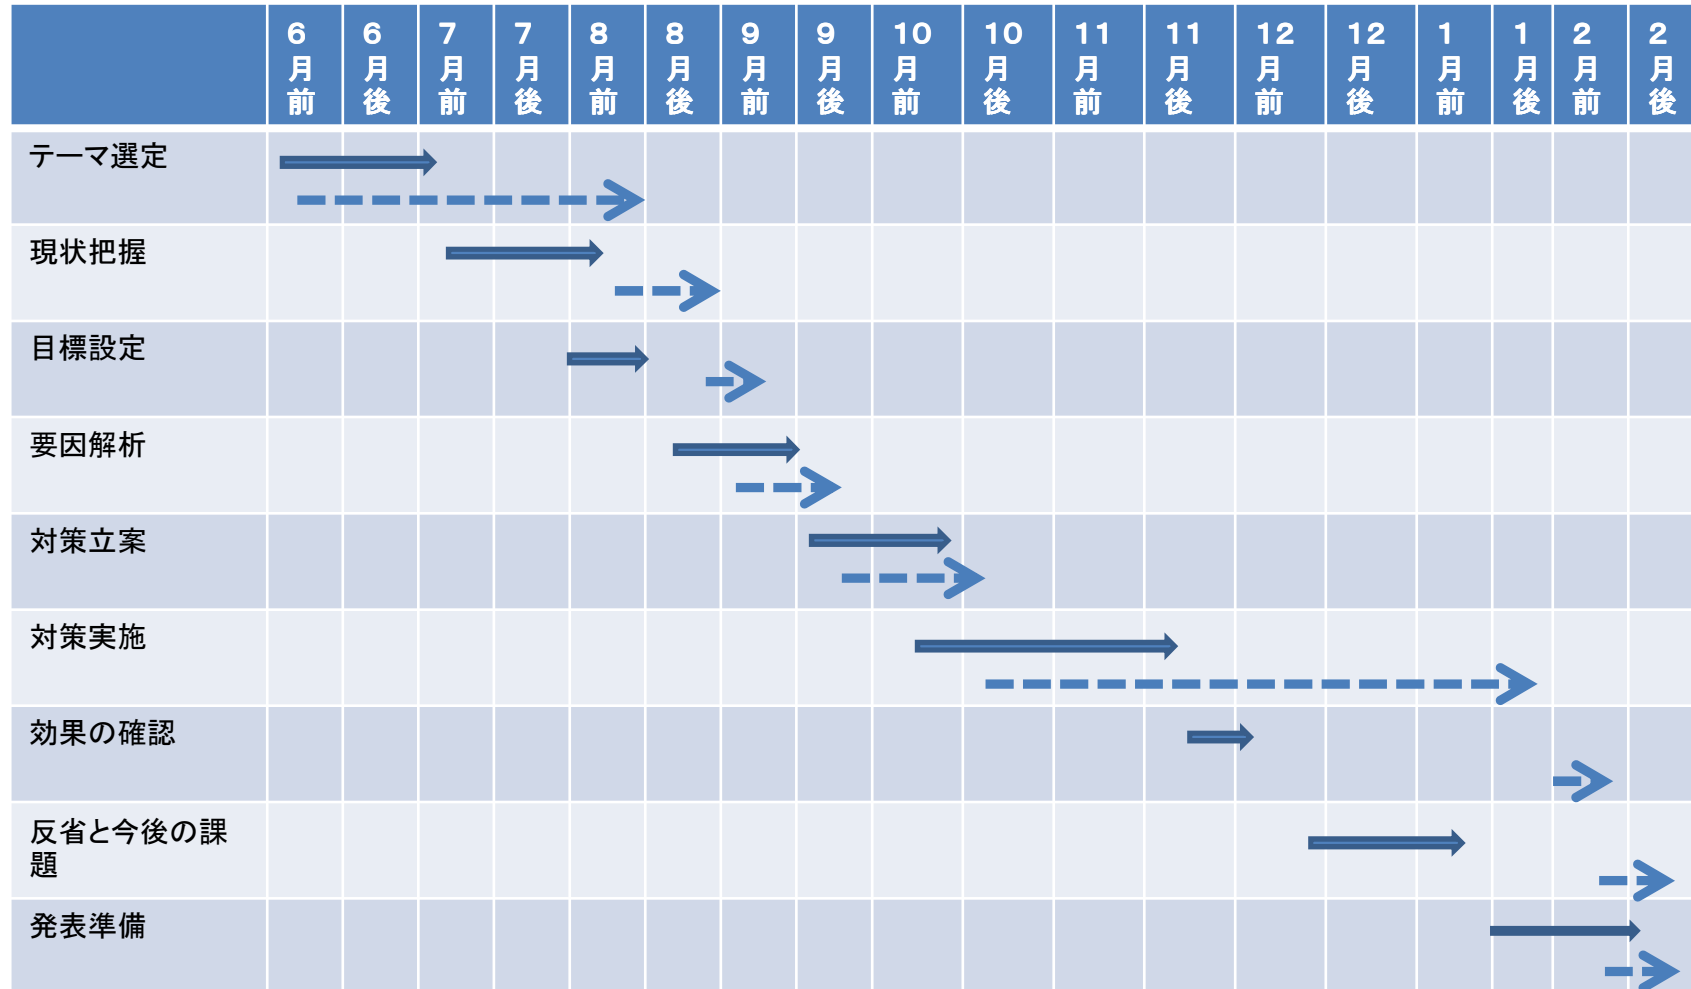 6月前 6月後 7月前 7月後 8月前 8月後 9月前 9月後 10月前 10月後 11月前 11月後 12月前 12月後 1月前 1月後 2月前 2月後
テーマ選定
現状把握
目標設定
要因解析
対策立案
対策実施
効果の確認
反省と今後の課
題
発表準備